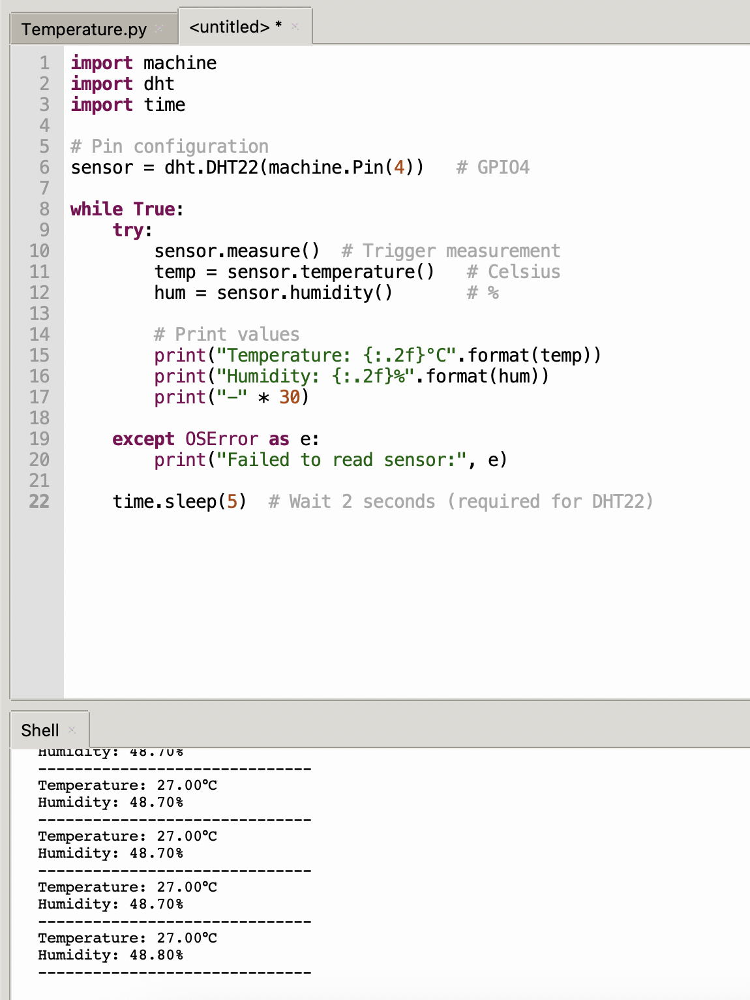 Temperature.py
<untitled> *
1 import machine
2 import dht
3 import time
4
5 # Pin configuration
6 sensor = dht.DHT22(machine.Pin(4))   # GPIO4
7
8 while True:
9     try:
10         sensor.measure()  # Trigger measurement
11         temp = sensor.temperature()   # Celsius
12         hum = sensor.humidity()       # %
13
14         # Print values
15         print("Temperature: {:.2f}°C".format(temp))
16         print("Humidity: {:.2f}%".format(hum))
17         print("-" * 30)
18
19     except OSError as e:
20         print("Failed to read sensor:", e)
21
22     time.sleep(5)  # Wait 2 seconds (required for DHT22)
Shell
Humidity: 48.70%
------------------------------
Temperature: 27.00°C
Humidity: 48.70%
------------------------------
Temperature: 27.00°C
Humidity: 48.70%
------------------------------
Temperature: 27.00°C
Humidity: 48.70%
------------------------------
Temperature: 27.00°C
Humidity: 48.80%
------------------------------